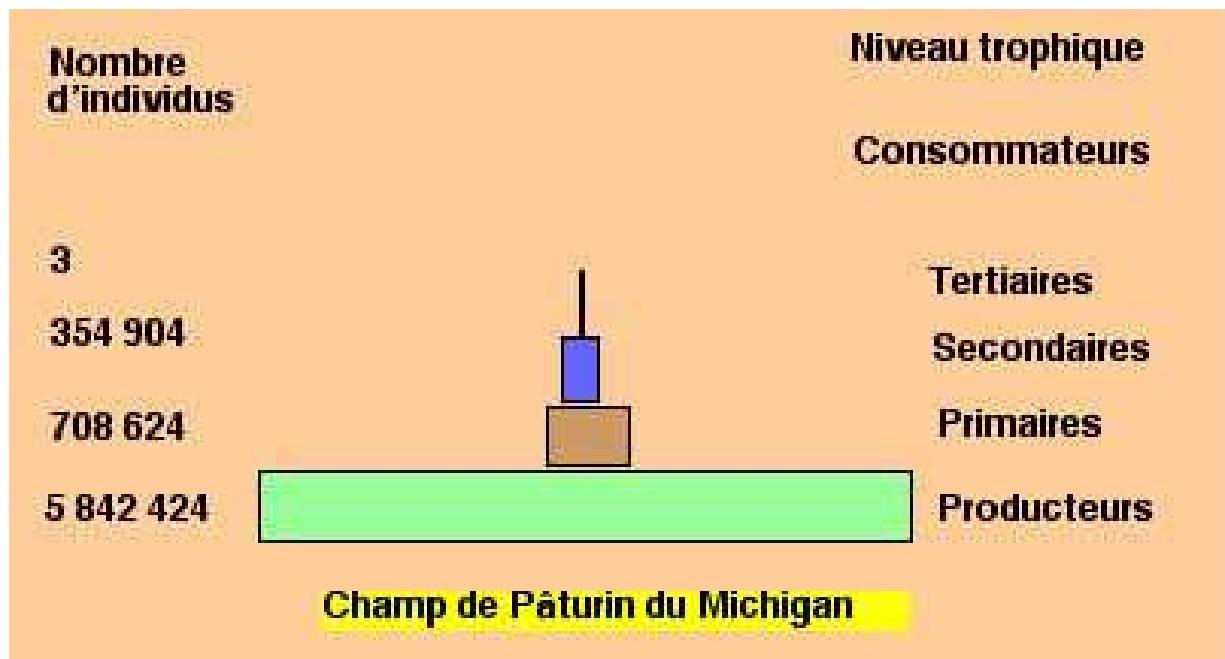 Nombre
d'individus
Niveau trophique
Consommateurs
3
Tertiaires
354 904
Secondaires
708 624
Primaires
5 842 424
Producteurs
Champ de Pâturin du Michigan